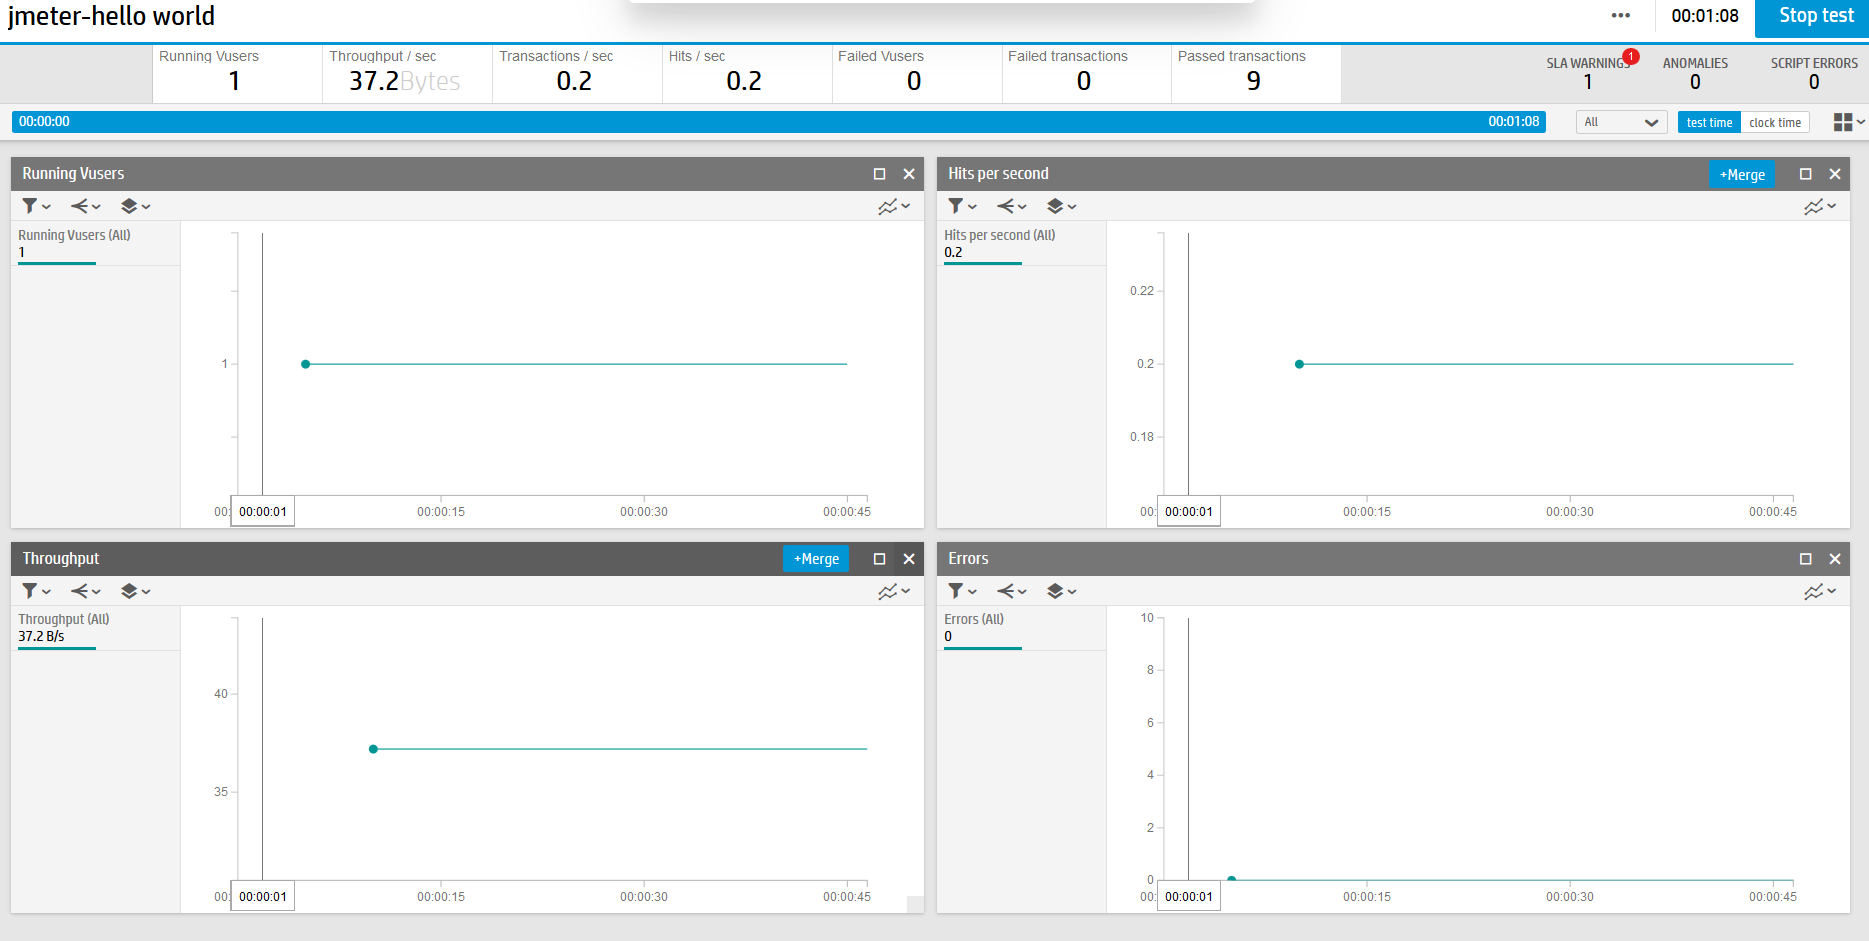 jmeter-hello world
••• 00:01:08 Stop test
Running Vusers
1
Throughput / sec
37.2Bytes
Transactions / sec
0.2
Hits / sec
0.2
Failed Vusers
0
Failed transactions
0
Passed transactions
9
SLA WARNINGS 1
1
ANOMALIES
0
SCRIPT ERRORS
0
00:00:00 00:01:08
All
test time clock time
Running Vusers
Running Vusers (All)
1
1
00: 00:00:01 00:00:15 00:00:30 00:00:45
Hits per second +Merge
Hits per second (All)
0.2
0.22
0.2
0.18
00: 00:00:01 00:00:15 00:00:30 00:00:45
Throughput +Merge
Throughput (All)
37.2 B/s
40
35
00: 00:00:01 00:00:15 00:00:30 00:00:45
Errors
Errors (All)
0
10
8
6
4
2
0
00: 00:00:01 00:00:15 00:00:30 00:00:45